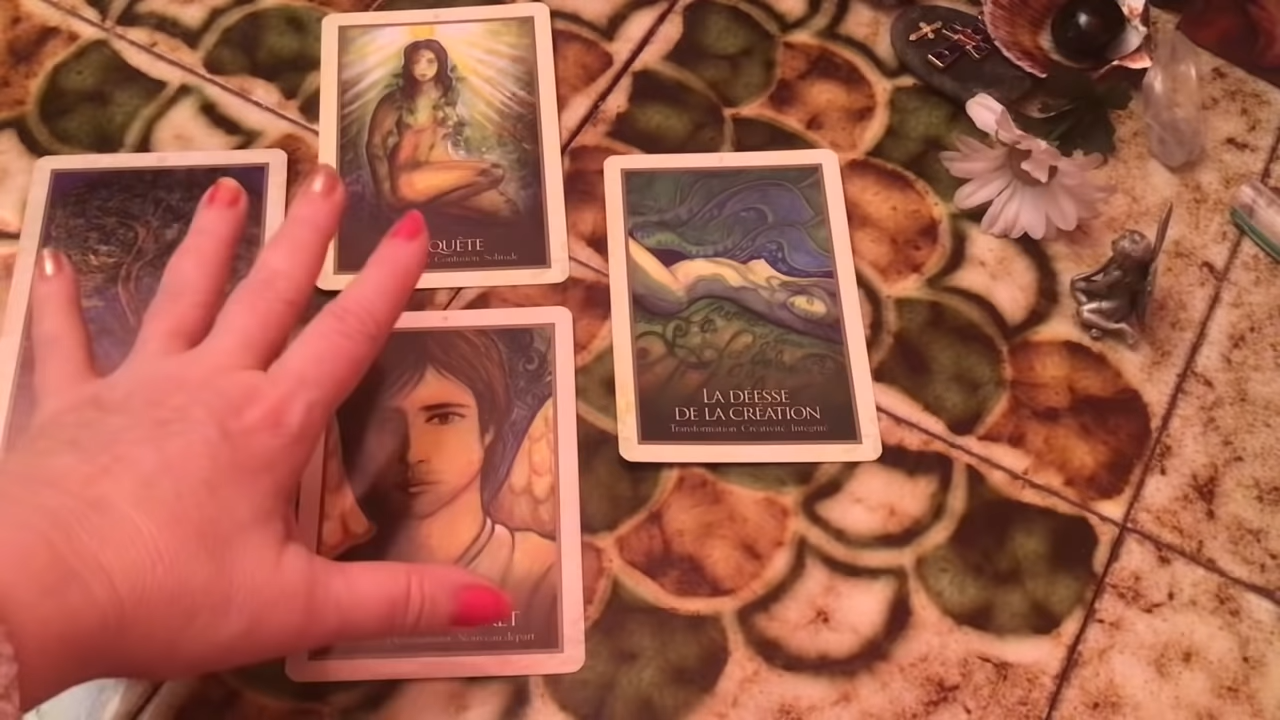 QUÊTE
Confusion Solitude
LA DÉESSE
DE LA CRÉATION
Transformation Créativité Intégrité
Nouveau départ